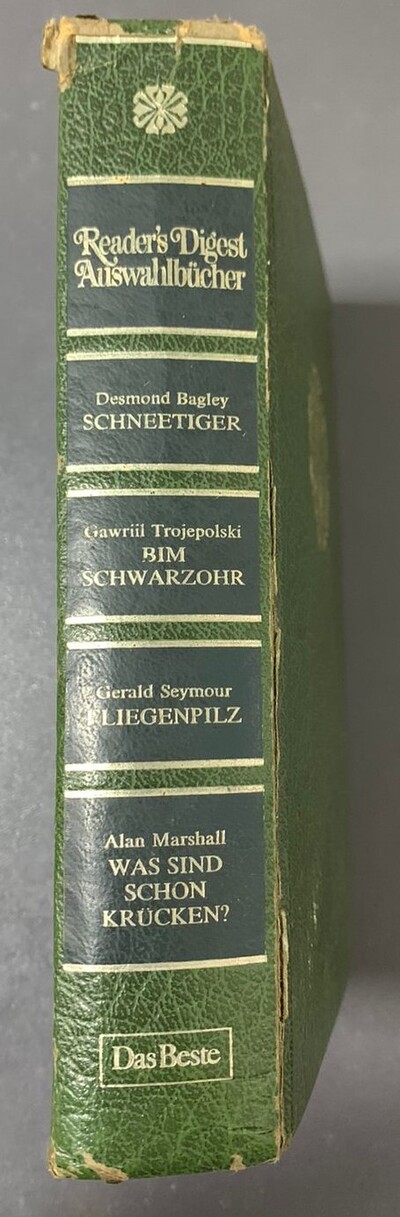 Reader's Digest
Auswahlbücher
Desmond Bagley
SCHNEETIGER
Gawriil Trojepolski
BIM
SCHWARZOHR
Gerald Seymour
FLIEGENPILZ
Alan Marshall
WAS SIND
SCHON
KRÜCKEN?
Das Beste